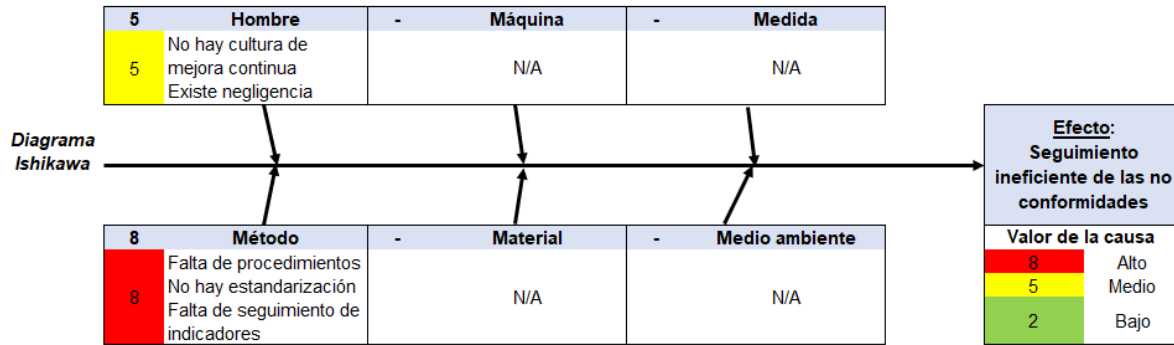 5 Hombre - Máquina - Medida
5
No hay cultura de
mejora continua
Existe negligencia
N/A
N/A
Diagrama
Ishikawa
Efecto:
Seguimiento
ineficiente de las no
conformidades
8 Método - Material - Medio ambiente
8
Falta de procedimientos
No hay estandarización
Falta de seguimiento de
indicadores
N/A
N/A
Valor de la causa
8 Alto
5 Medio
2 Bajo